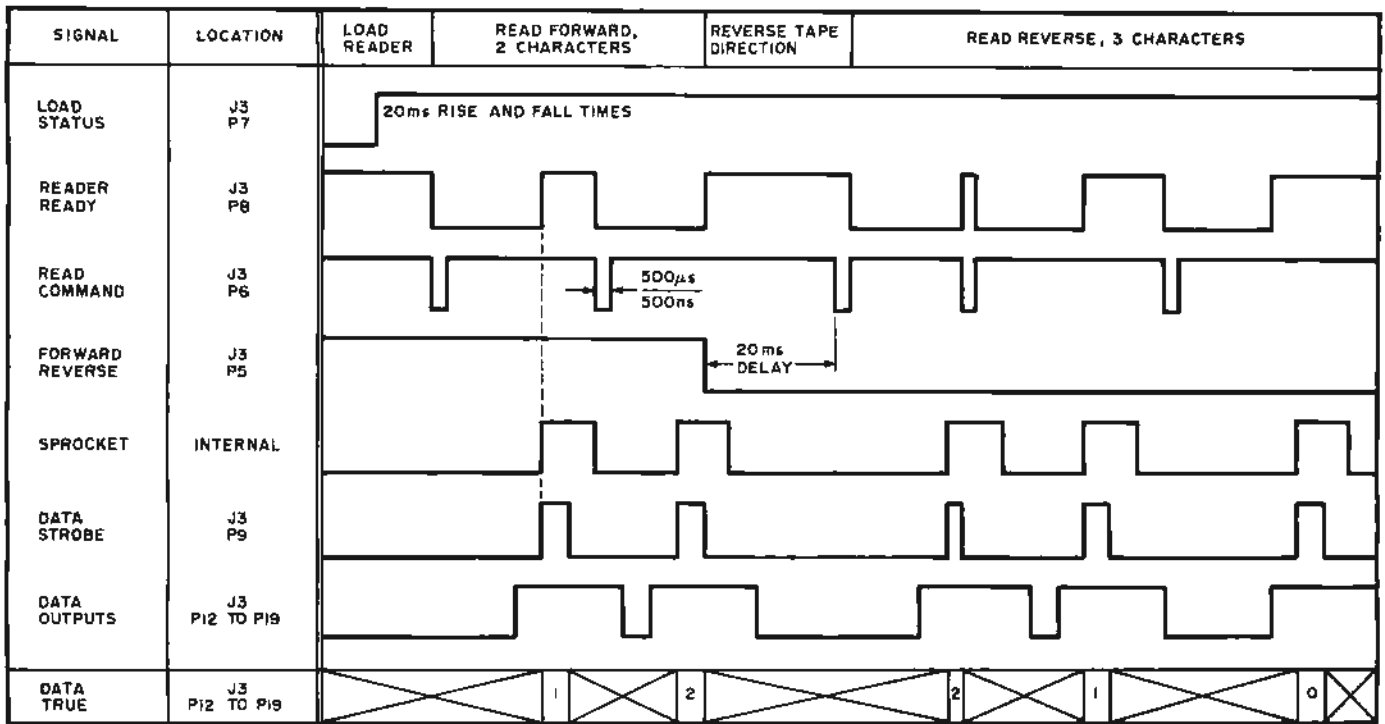 SIGNAL
LOCATION
LOAD
READER
READ FORWARD,
2 CHARACTERS
REVERSE TAPE
DIRECTION
READ REVERSE, 3 CHARACTERS
LOAD
STATUS
J3
P7
20ms RISE AND FALL TIMES
READER
READY
J3
P8
READ
COMMAND
J3
P6
500µs
500ns
FORWARD
REVERSE
J3
P5
20ms
DELAY
SPROCKET
INTERNAL
DATA
STROBE
J3
P9
DATA
OUTPUTS
J3
P12 TO P19
DATA
TRUE
J3
P12 TO P19
1
2
2
1
0